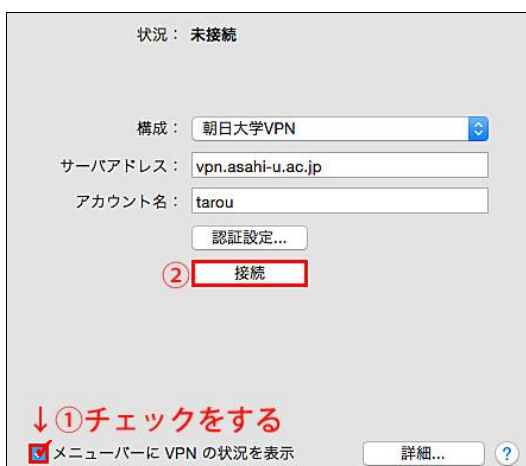 状況： 未接続
構成： 朝日大学VPN
サーバアドレス： vpn.asahi-u.ac.jp
アカウント名： tarou
認証設定...
② 接続
↓①チェックをする
メニューバーに VPN の状況を表示 詳細... ?